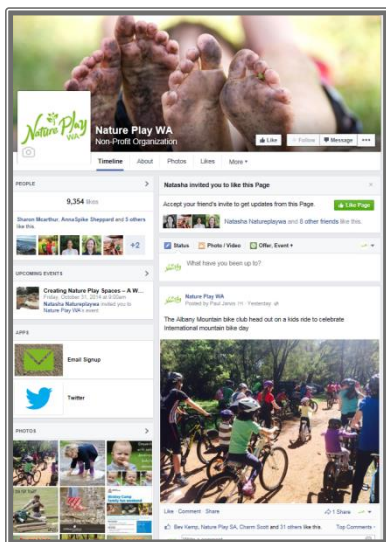 Nature Play
WA
Nature Play WA
Non-Profit Organization
Like
Follow
Message
Timeline
About
Photos
Likes
More
PEOPLE
9,354 likes
Sharon Mcarthur, AnnaSpike Sheppard and 5 others
like this.
+2
UPCOMING EVENTS
Creating Nature Play Spaces – A W...
Friday, October 31, 2014 at 9:00am
Natasha Natureplaywa invited you to
Nature Play WA's event
APPS
Email Signup
Twitter
PHOTOS
Natasha invited you to like this Page
Accept your friend's invite to get updates from this Page.
Like Page
Natasha Natureplaywa and 6 other friends like this.
Status
Photo / Video
Offer, Event +
What have you been up to?
Nature Play WA
Posted by Paul Jarvis
Yesterday
The Albany Mountain bike club head out on a kids ride to celebrate
International mountain bike day
Like Comment Share
1 Share
Bev Kemp, Nature Play SA, Charm Scott and 31 others like this.
Top Comments